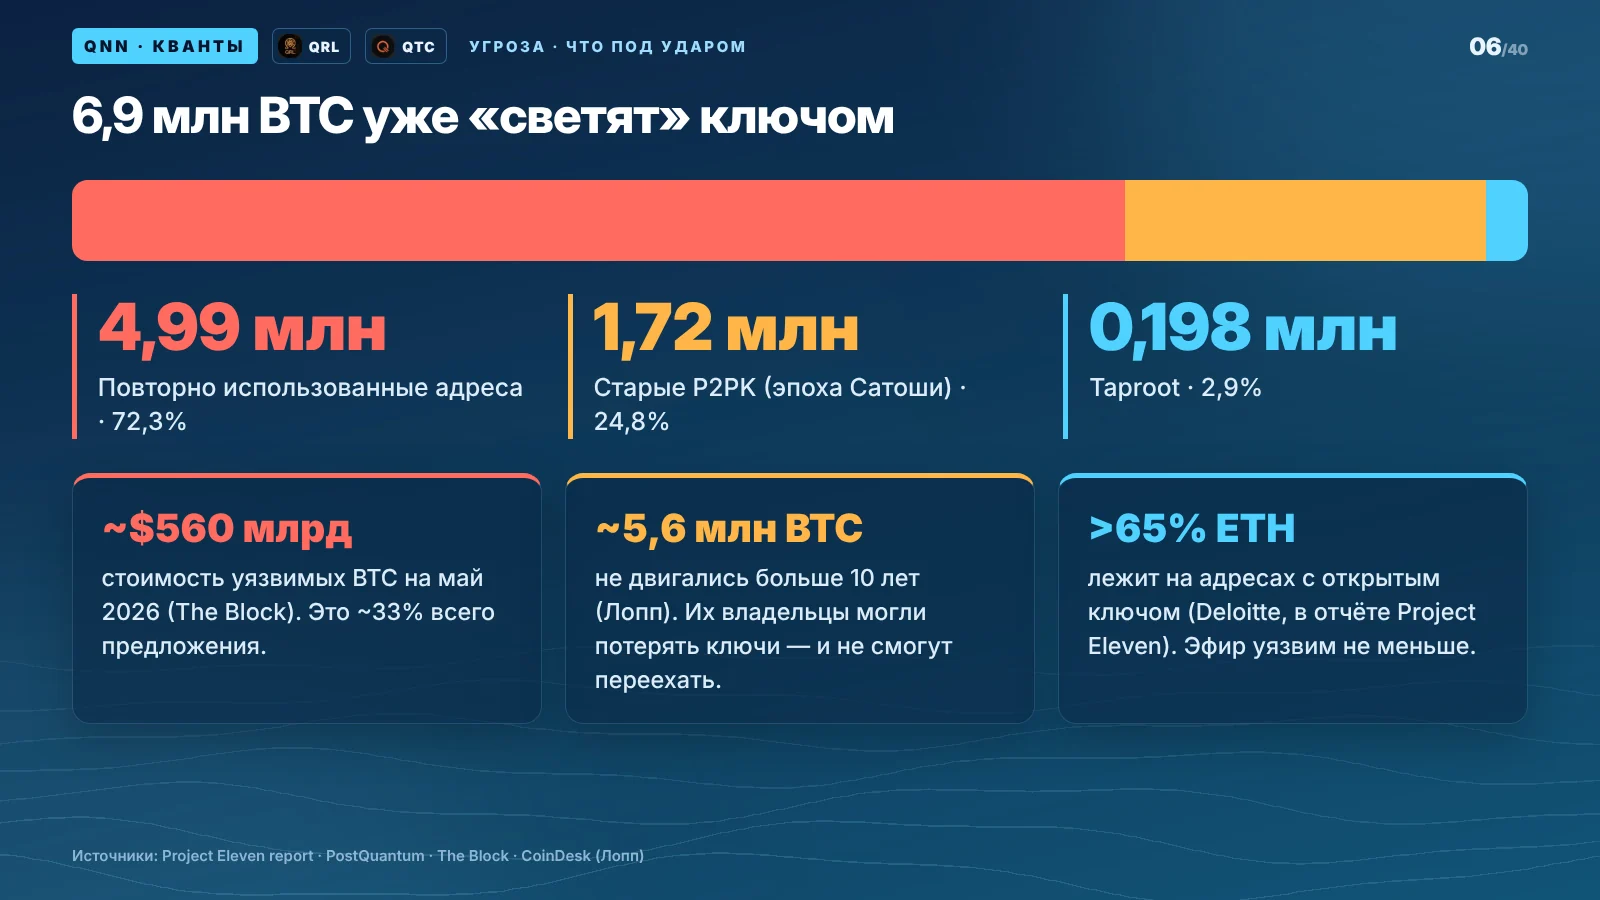 QNN · КВАНТЫ
QRL
QRL
QTC
УГРОЗА · ЧТО ПОД УДАРОМ
06/40
6,9 млн BTC уже «светят» ключом
4,99 млн
Повторно использованные адреса
· 72,3%
1,72 млн
Старые P2PK (эпоха Сатоши) ·
24,8%
0,198 млн
Taproot · 2,9%
~$560 млрд
стоимость уязвимых BTC на май
2026 (The Block). Это ~33% всего
предложения.
~5,6 млн BTC
не двигались больше 10 лет
(Лопп). Их владельцы могли
потерять ключи — и не смогут
переехать.
>65% ETH
лежит на адресах с открытым
ключом (Deloitte, в отчёте Project
Eleven). Эфир уязвим не меньше.
Источники: Project Eleven report · PostQuantum · The Block · CoinDesk (Лопп)